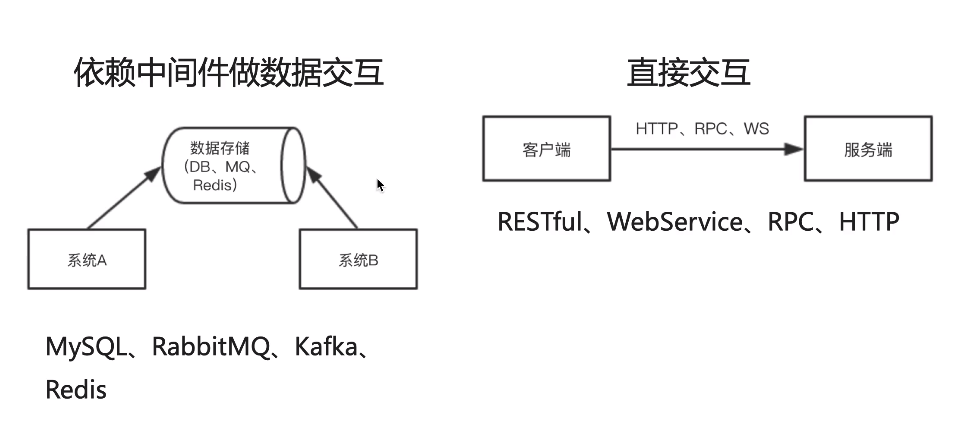 依赖中间件做数据交互
数据存储
（DB、MQ、
Redis）
系统A
系统B
MySQL、RabbitMQ、Kafka、
Redis
直接交互
客户端
HTTP、RPC、WS
服务端
RESTful、WebService、RPC、HTTP